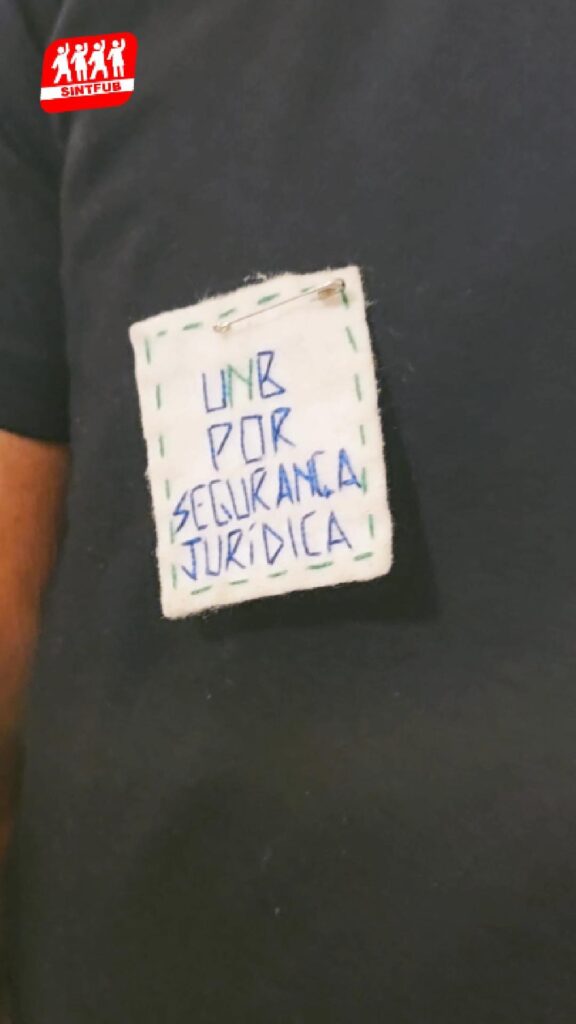 SINTFUB
UNB
POR
SEGURANÇA
JURÍDICA